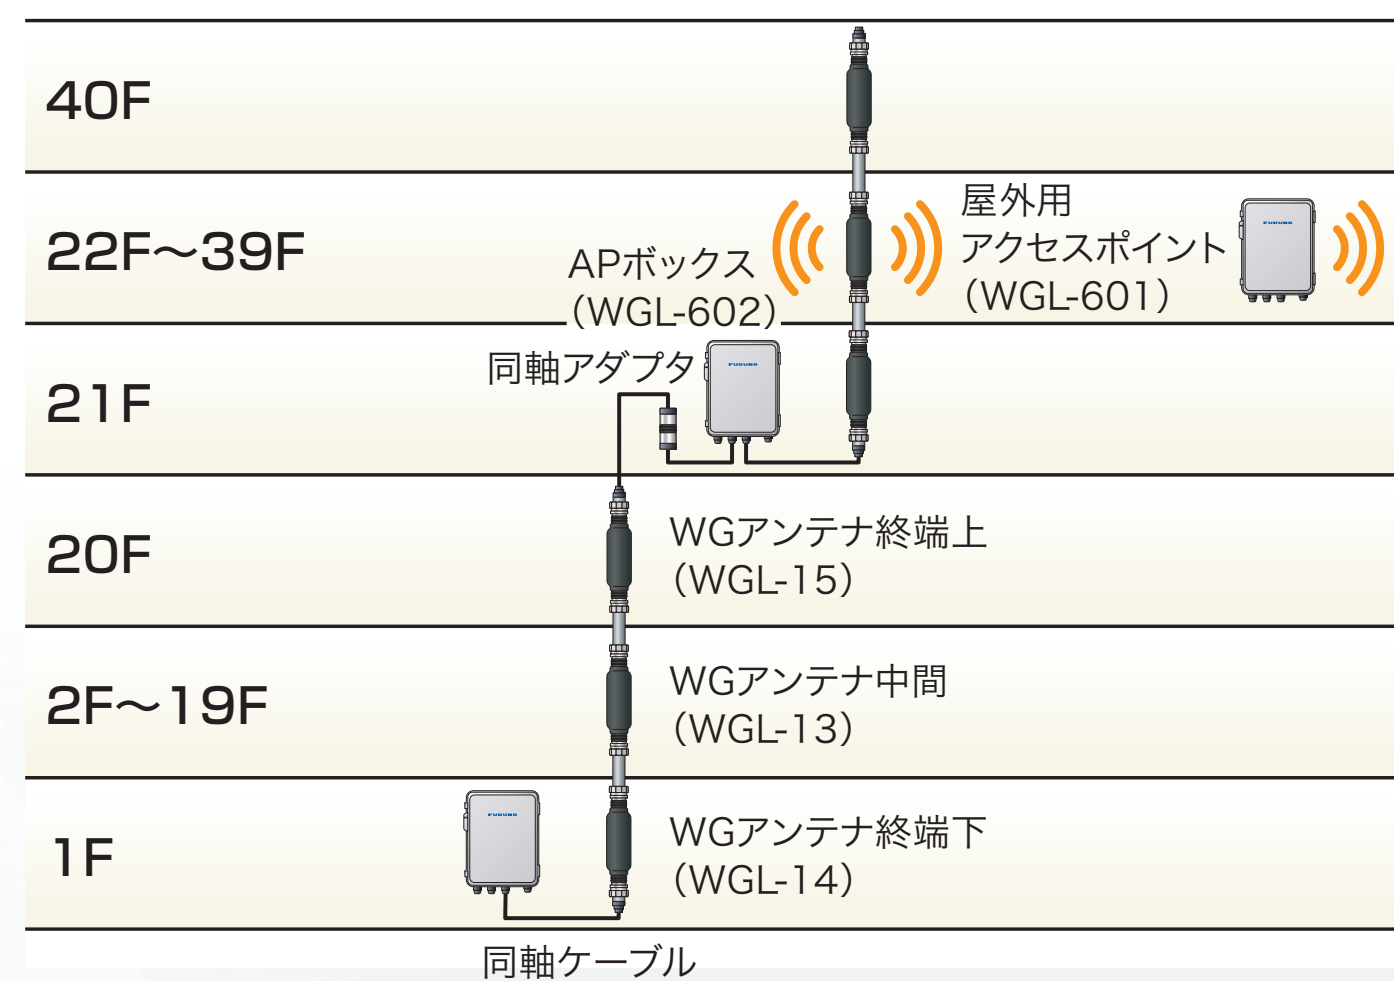 40F
22F～39F
APボックス
（WGL-602）
屋外用
アクセスポイント
（WGL-601）
FURUNO
21F
同軸アダプタ
FURUNO
20F
WGアンテナ終端上
（WGL-15）
2F～19F
WGアンテナ中間
（WGL-13）
1F
FURUNO
WGアンテナ終端下
（WGL-14）
同軸ケーブル